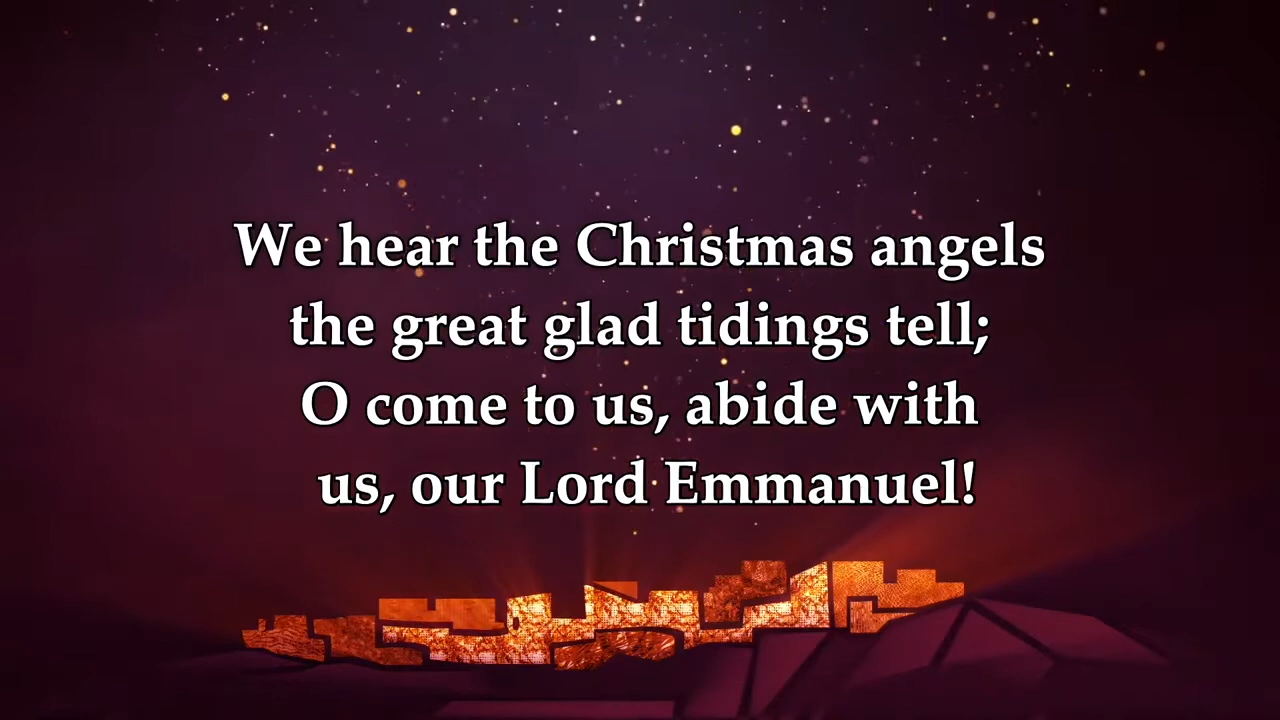 We hear the Christmas angels
the great glad tidings tell;
O come to us, abide with
us, our Lord Emmanuel!